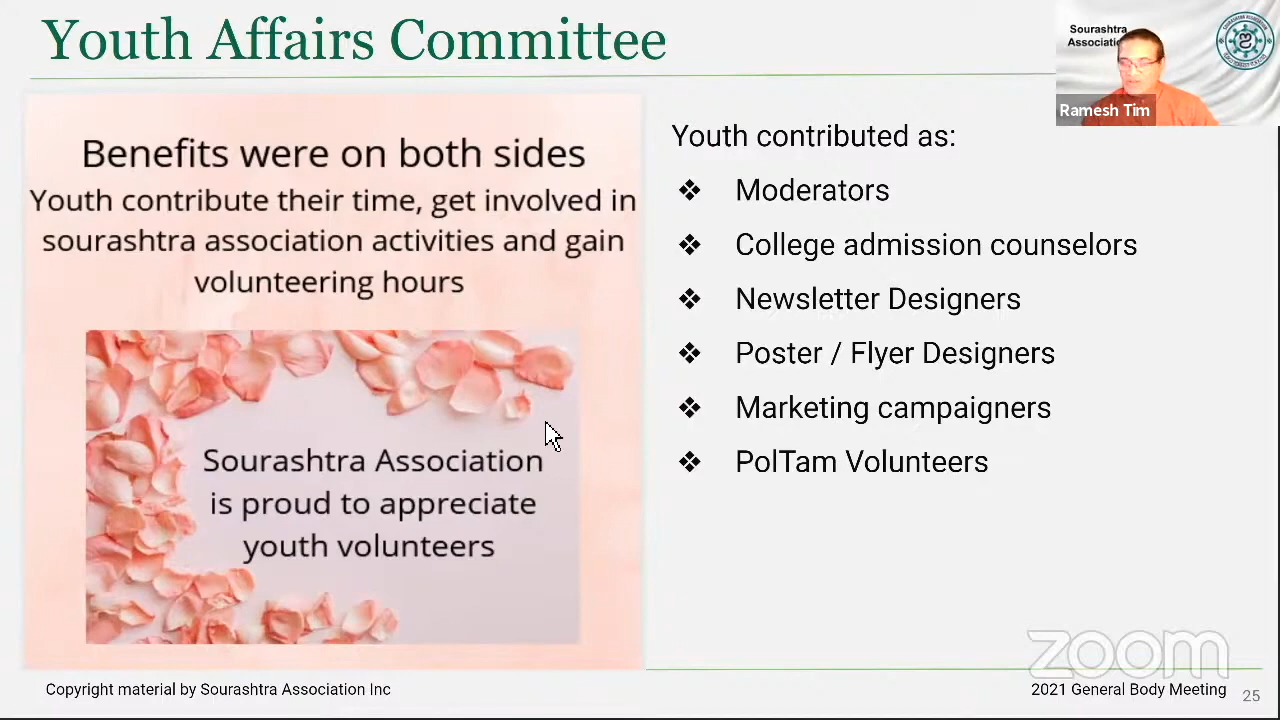 Youth Affairs Committee
Sourashtra
Ramesh Tim
Benefits were on both sides
Youth contribute their time, get involved in
sourashtra association activities and gain
volunteering hours
Sourashtra Association
is proud to appreciate
youth volunteers
Youth contributed as:
❖ Moderators
❖ College admission counselors
❖ Newsletter Designers
❖ Poster / Flyer Designers
❖ Marketing campaigners
❖ PolTam Volunteers
zoom
Copyright material by Sourashtra Association Inc
2021 General Body Meeting
25